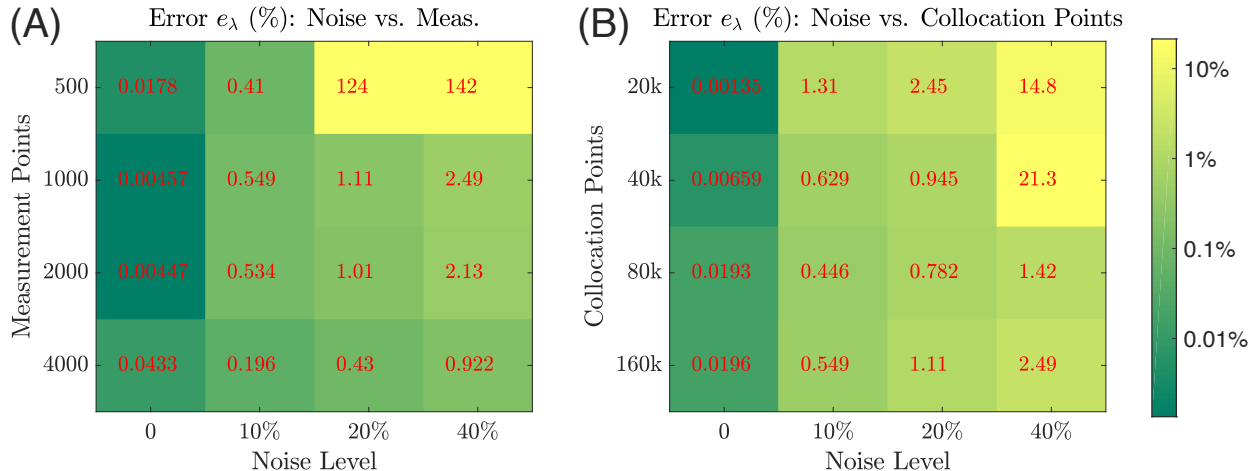 (A) Error e_λ (%): Noise vs. Meas.
500 0.0178 0.41 124 142
1000 0.00457 0.549 1.11 2.49
2000 0.00447 0.534 1.01 2.13
4000 0.0433 0.196 0.43 0.922
0 10% 20% 40%
Noise Level
Measurement Points
(B) Error e_λ (%): Noise vs. Collocation Points
20k 0.00135 1.31 2.45 14.8
40k 0.00659 0.629 0.945 21.3
80k 0.0193 0.446 0.782 1.42
160k 0.0196 0.549 1.11 2.49
0 10% 20% 40%
Noise Level
Collocation Points
10%
1%
0.1%
0.01%